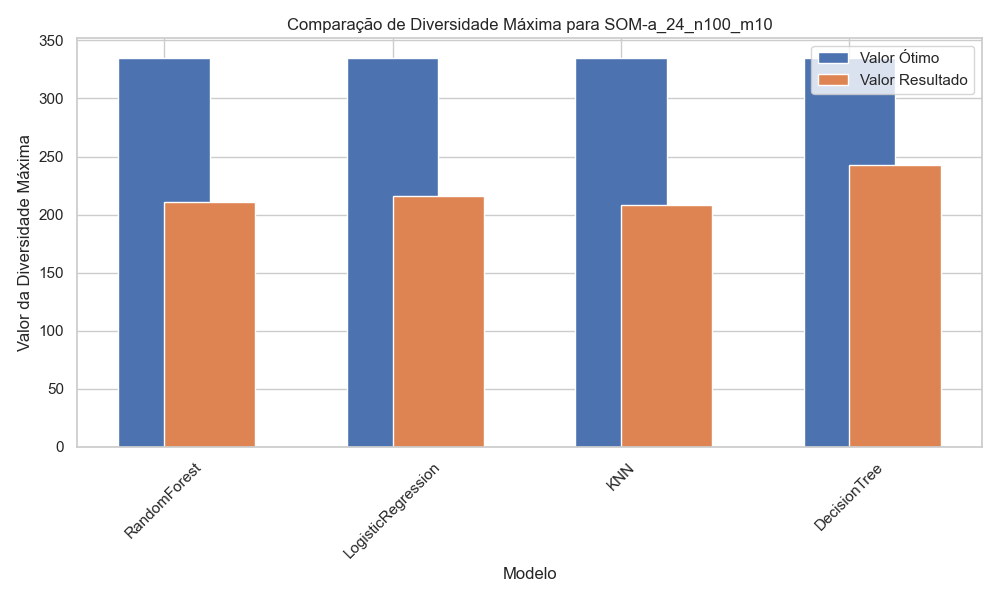 Comparação de Diversidade Máxima para SOM-a_24_n100_m10
Valor Ótimo
Valor Resultado
Valor da Diversidade Máxima
350
300
250
200
150
100
50
0
RandomForest
LogisticRegression
KNN
DecisionTree
Modelo